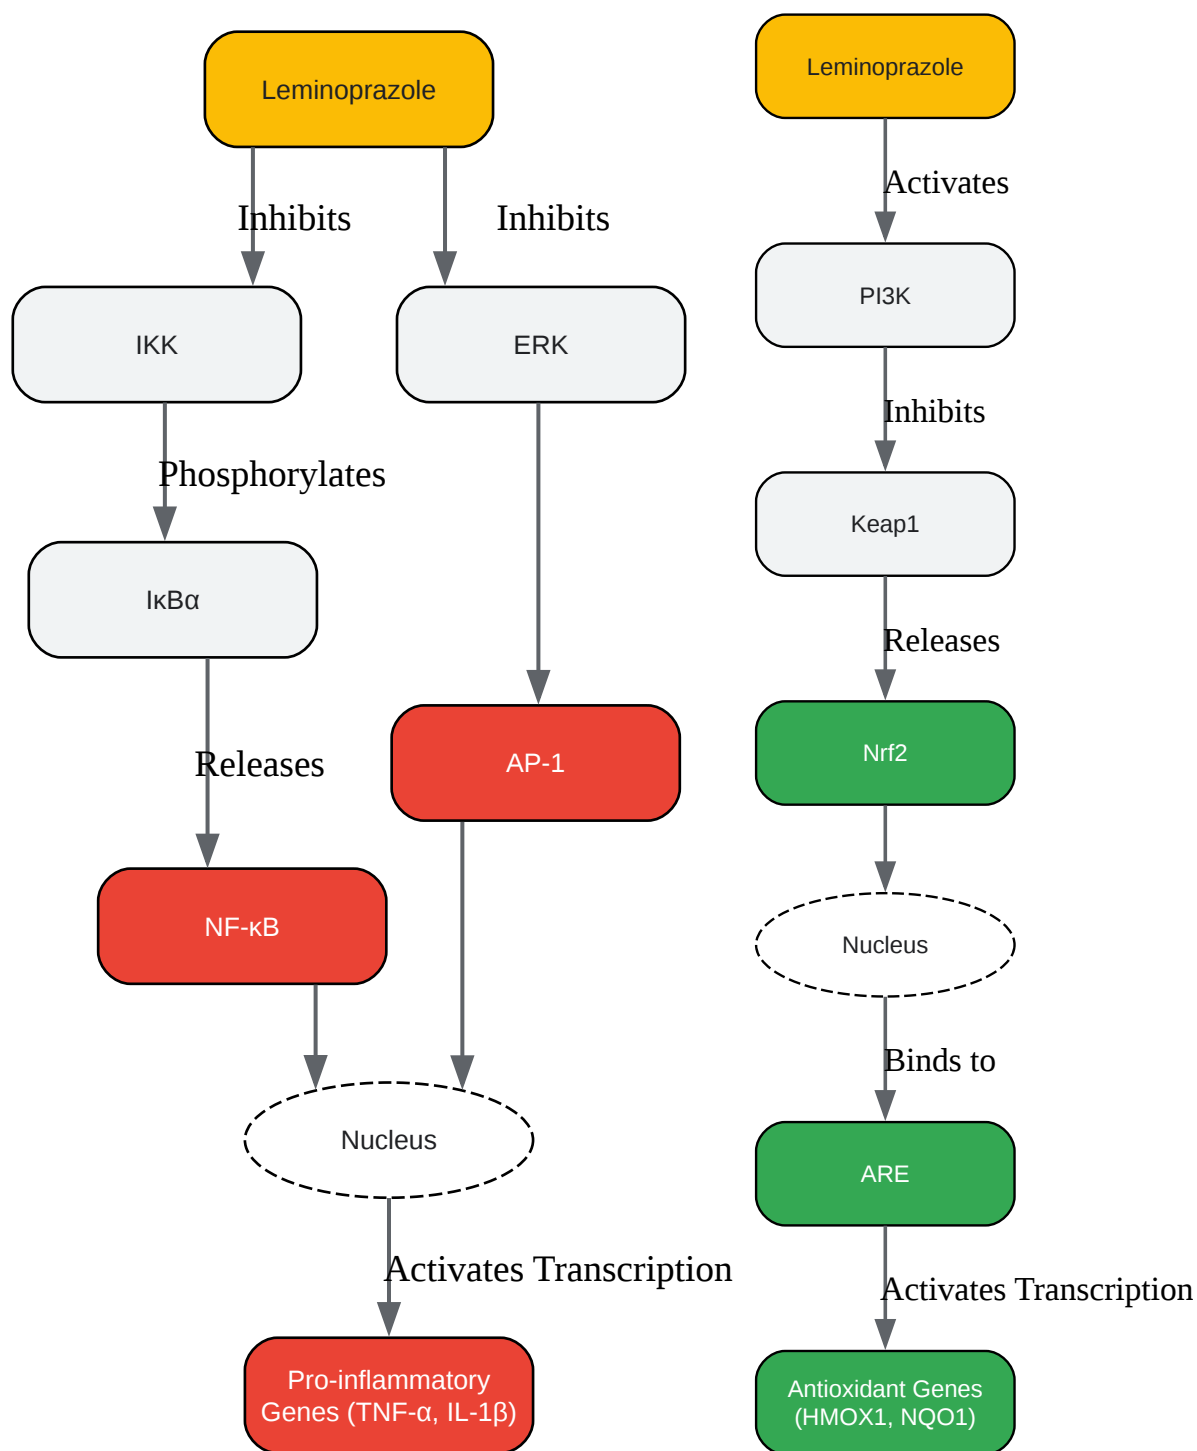 Leminoprazole
Inhibits
Inhibits
IKK
ERK
Phosphorylates
IκBα
Releases
AP-1
NF-κB
Nucleus
Activates Transcription
Pro-inflammatory
Genes (TNF-α, IL-1β)
Leminoprazole
Activates
PI3K
Inhibits
Keap1
Releases
Nrf2
Nucleus
Binds to
ARE
Activates Transcription
Antioxidant Genes
(HMOX1, NQO1)